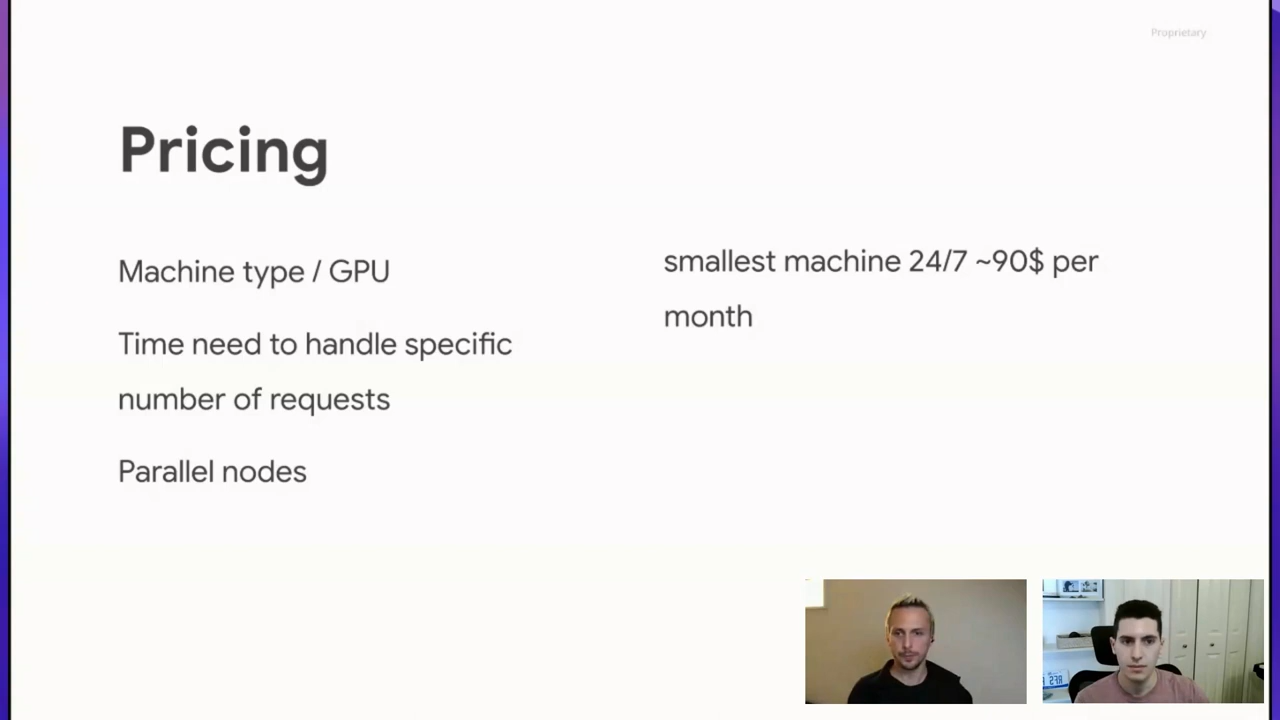 Proprietary
Pricing
Machine type / GPU
Time need to handle specific
number of requests
Parallel nodes
smallest machine 24/7 ~90$ per
month